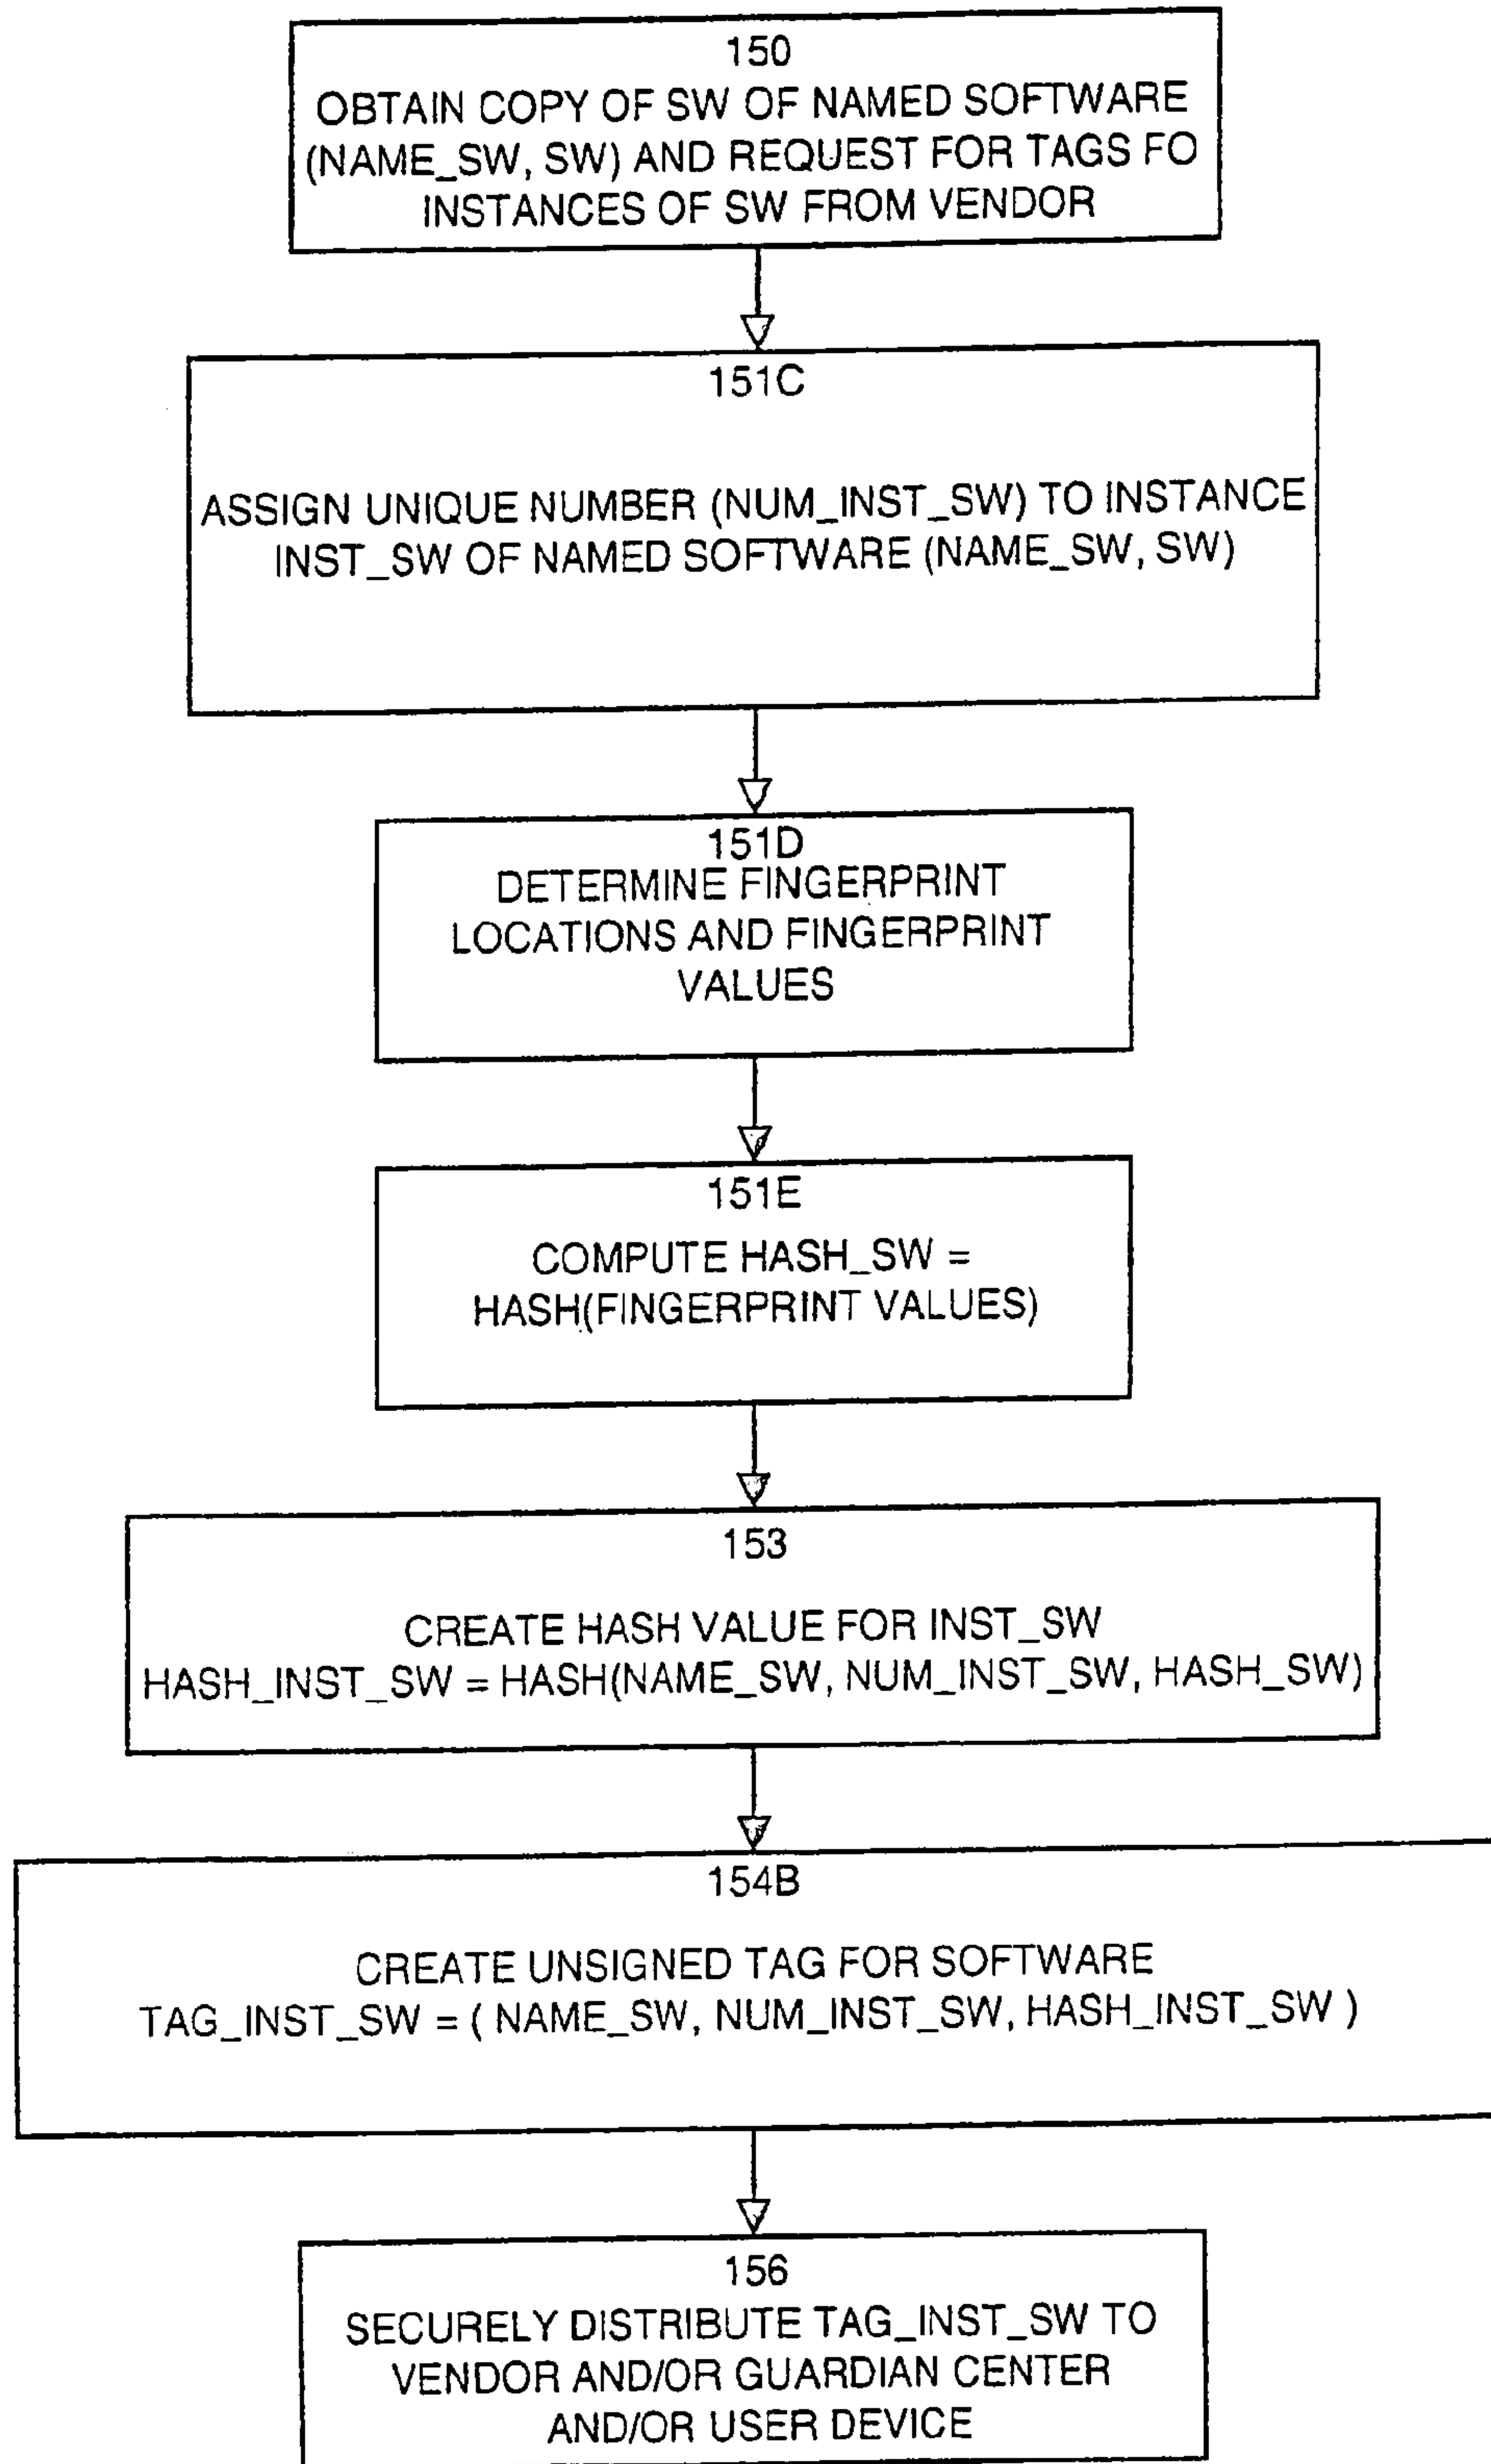 150
OBTAIN COPY OF SW OF NAMED SOFTWARE
(NAME_SW, SW) AND REQUEST FOR TAGS FO
INSTANCES OF SW FROM VENDOR
151C
ASSIGN UNIQUE NUMBER (NUM_INST_SW) TO INSTANCE
INST_SW OF NAMED SOFTWARE (NAME_SW, SW)
151D
DETERMINE FINGERPRINT
LOCATIONS AND FINGERPRINT
VALUES
151E
COMPUTE HASH_SW =
HASH(FINGERPRINT VALUES)
153
CREATE HASH VALUE FOR INST_SW
HASH_INST_SW = HASH(NAME_SW, NUM_INST_SW, HASH_SW)
154B
CREATE UNSIGNED TAG FOR SOFTWARE
TAG_INST_SW = ( NAME_SW, NUM_INST_SW, HASH_INST_SW )
156
SECURELY DISTRIBUTE TAG_INST_SW TO
VENDOR AND/OR GUARDIAN CENTER
AND/OR USER DEVICE